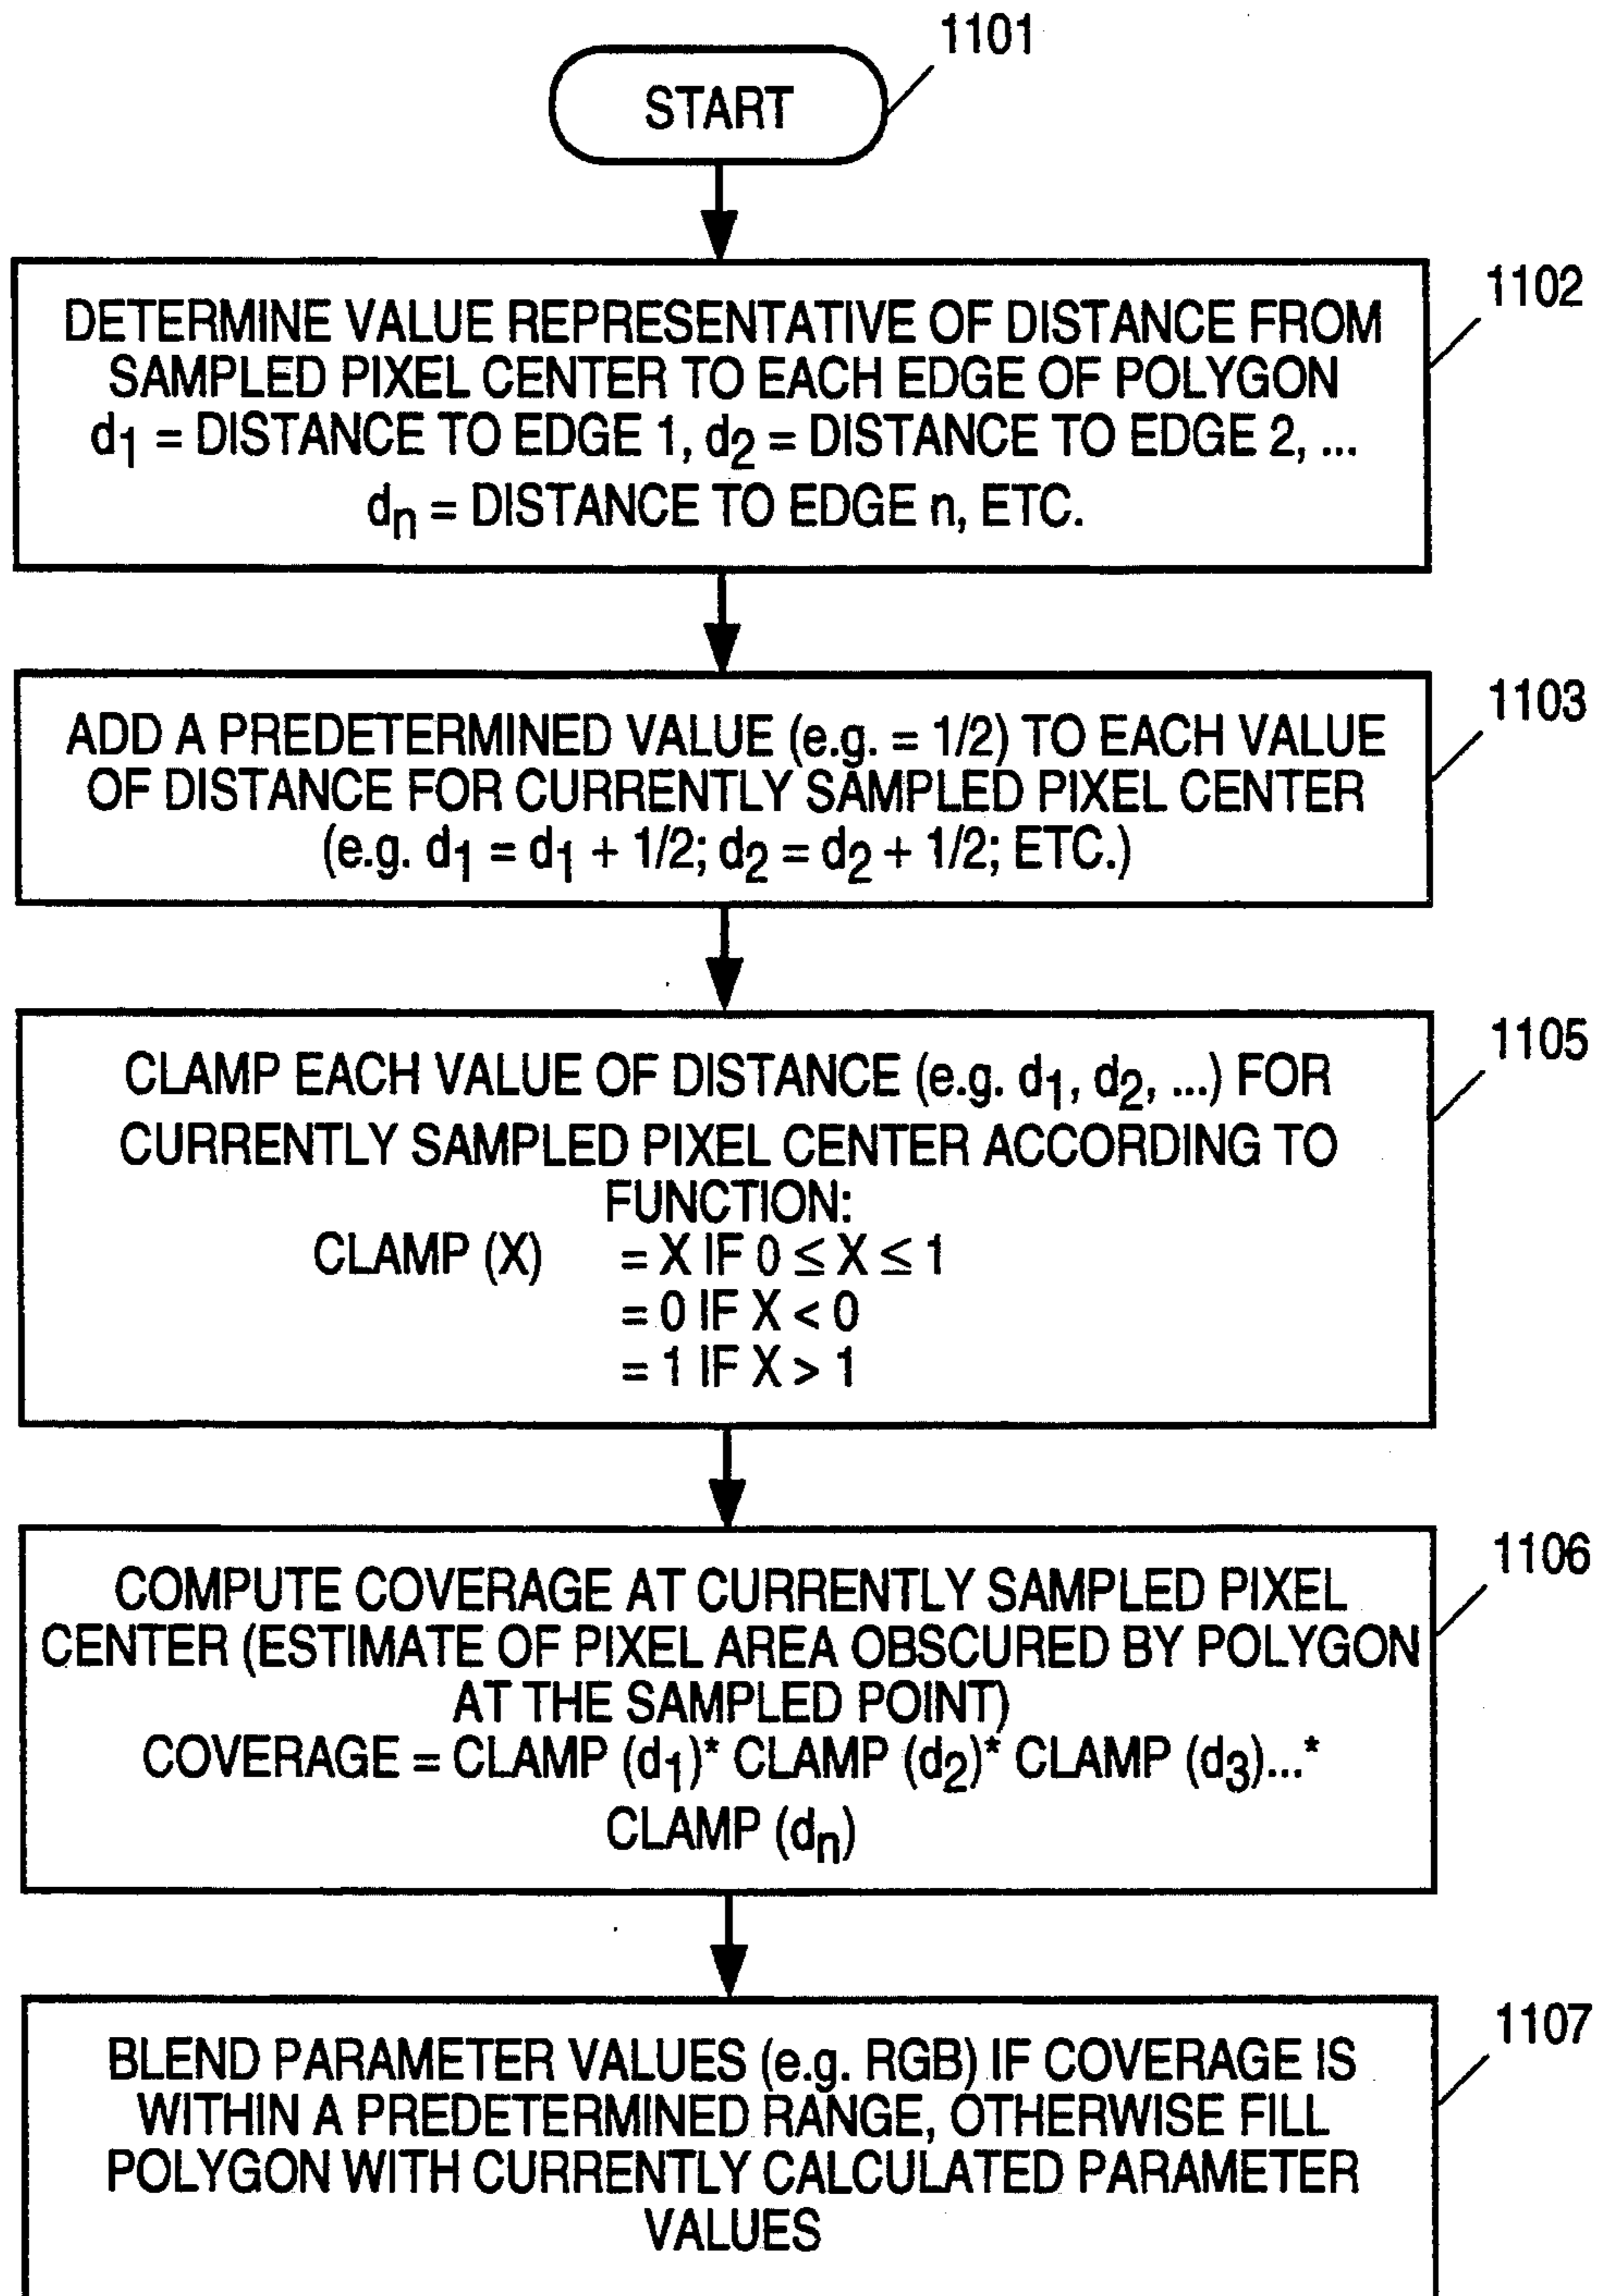 1101
START
1102
DETERMINE VALUE REPRESENTATIVE OF DISTANCE FROM
SAMPLED PIXEL CENTER TO EACH EDGE OF POLYGON
d1 = DISTANCE TO EDGE 1, d2 = DISTANCE TO EDGE 2, ...
dn = DISTANCE TO EDGE n, ETC.
1103
ADD A PREDETERMINED VALUE (e.g. = 1/2) TO EACH VALUE
OF DISTANCE FOR CURRENTLY SAMPLED PIXEL CENTER
(e.g. d1 = d1 + 1/2; d2 = d2 + 1/2; ETC.)
1105
CLAMP EACH VALUE OF DISTANCE (e.g. d1, d2, ...) FOR
CURRENTLY SAMPLED PIXEL CENTER ACCORDING TO
FUNCTION:
CLAMP (X) = X IF 0 ≤ X ≤ 1
= 0 IF X < 0
= 1 IF X > 1
1106
COMPUTE COVERAGE AT CURRENTLY SAMPLED PIXEL
CENTER (ESTIMATE OF PIXEL AREA OBSCURED BY POLYGON
AT THE SAMPLED POINT)
COVERAGE = CLAMP (d1)* CLAMP (d2)* CLAMP (d3)...*
CLAMP (dn)
1107
BLEND PARAMETER VALUES (e.g. RGB) IF COVERAGE IS
WITHIN A PREDETERMINED RANGE, OTHERWISE FILL
POLYGON WITH CURRENTLY CALCULATED PARAMETER
VALUES